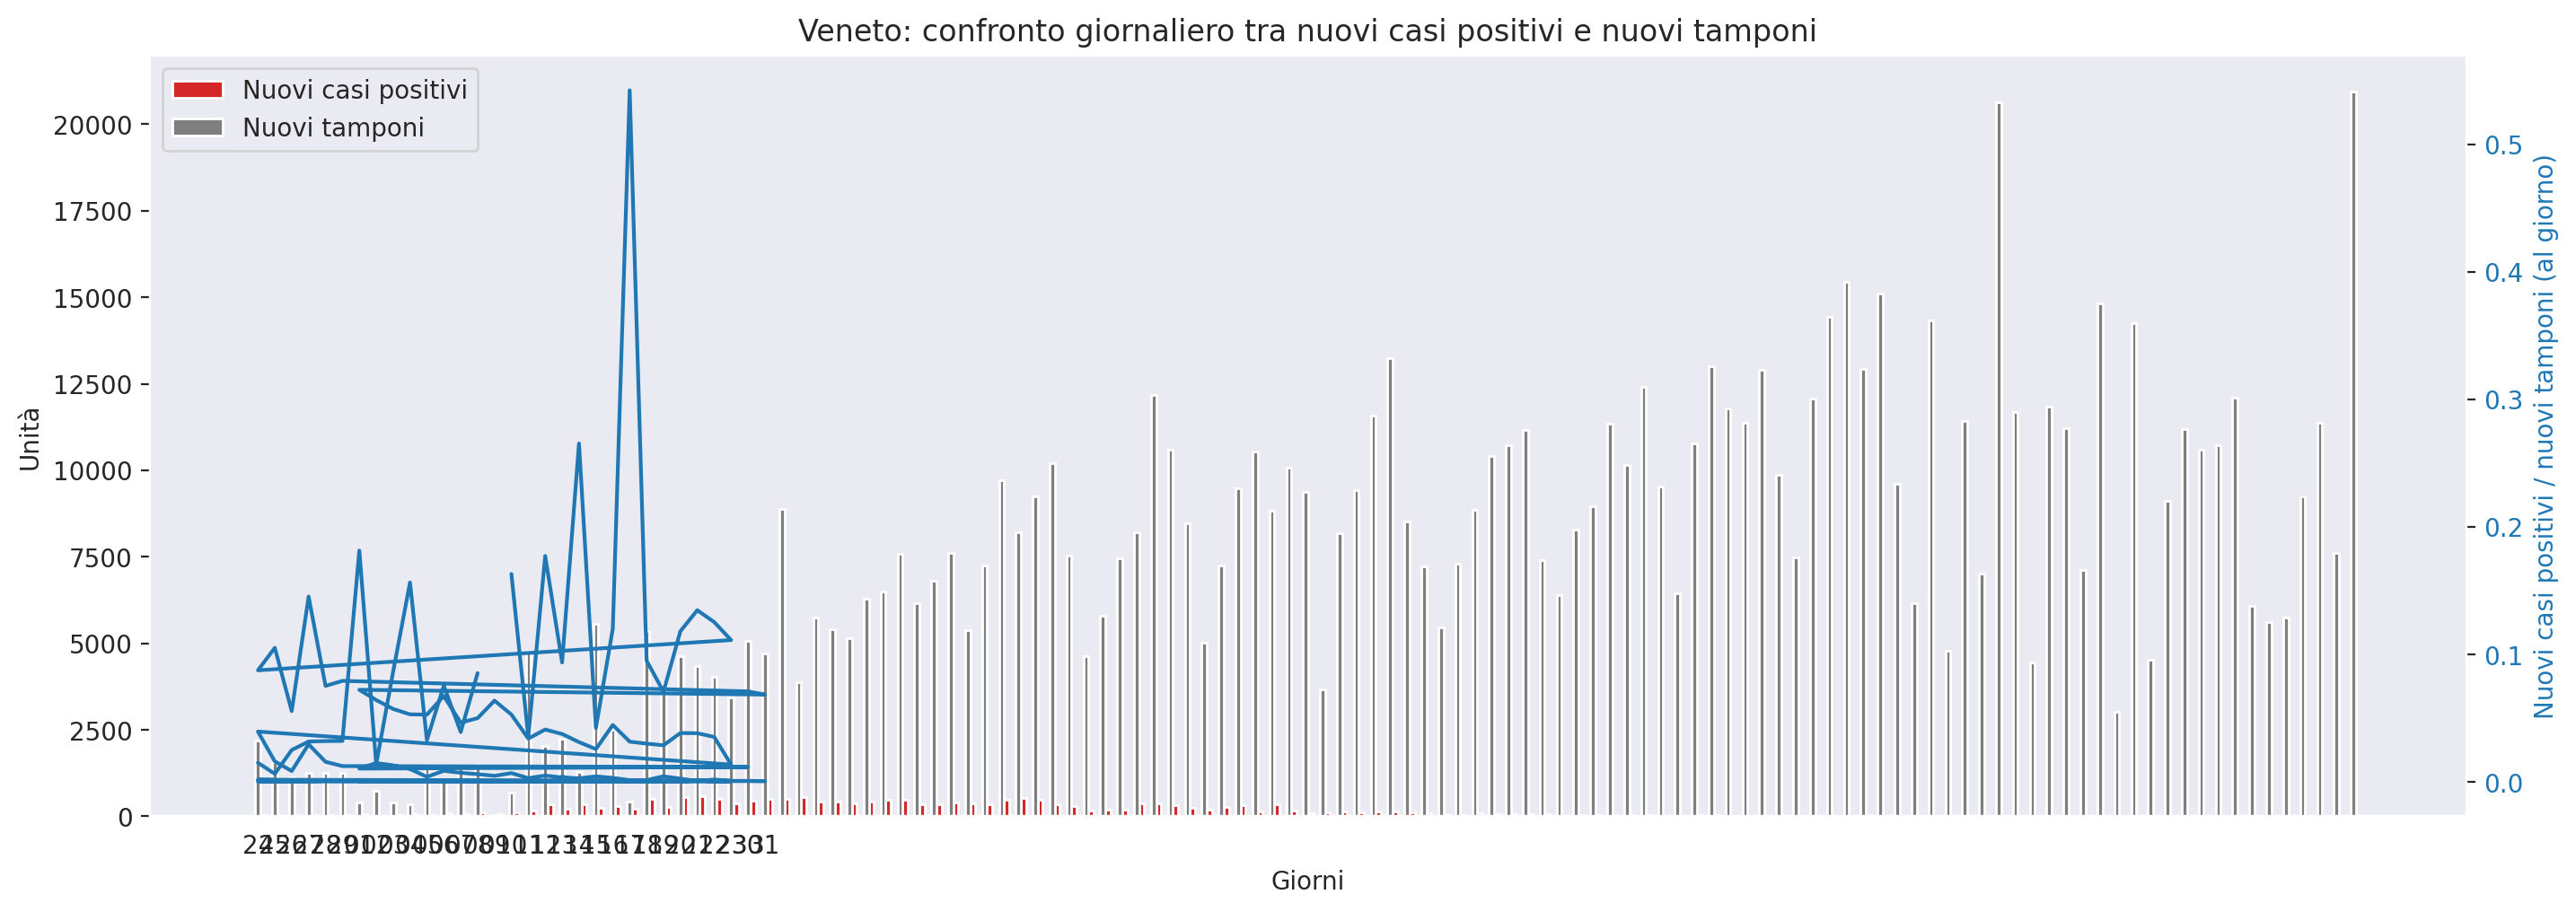 Veneto: confronto giornaliero tra nuovi casi positivi e nuovi tamponi
Nuovi casi positivi
Nuovi tamponi
20000
17500
15000
12500
10000
7500
5000
2500
0
Unità
0.5
0.4
0.3
0.2
0.1
0.0
Nuovi casi positivi / nuovi tamponi (al giorno)
Giorni